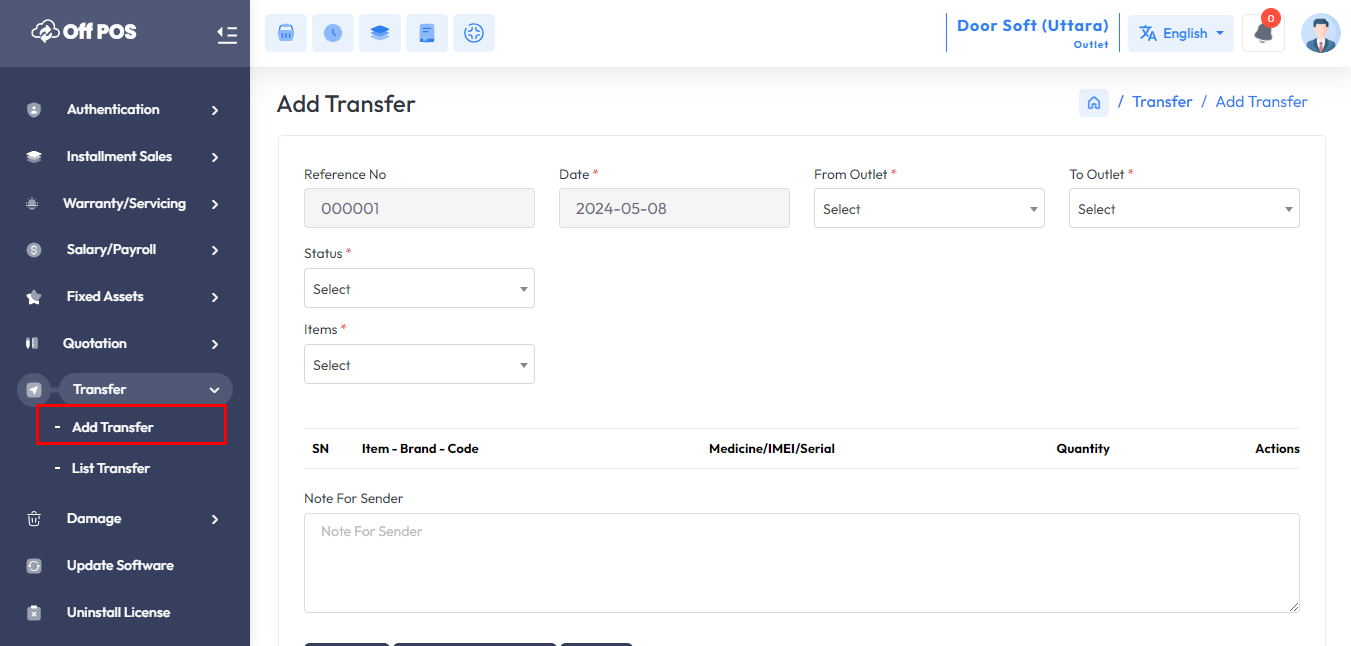 Off POS
Door Soft (Uttara)
Outlet
English
0
Authentication
Installment Sales
Warranty/Servicing
Salary/Payroll
Fixed Assets
Quotation
Transfer
- Add Transfer
- List Transfer
Damage
Update Software
Uninstall License
Add Transfer
/ Transfer / Add Transfer
Reference No
000001
Date *
2024-05-08
From Outlet *
Select
To Outlet *
Select
Status *
Select
Items *
Select
SN Item - Brand - Code Medicine/IMEI/Serial Quantity Actions
Note For Sender
Note For Sender